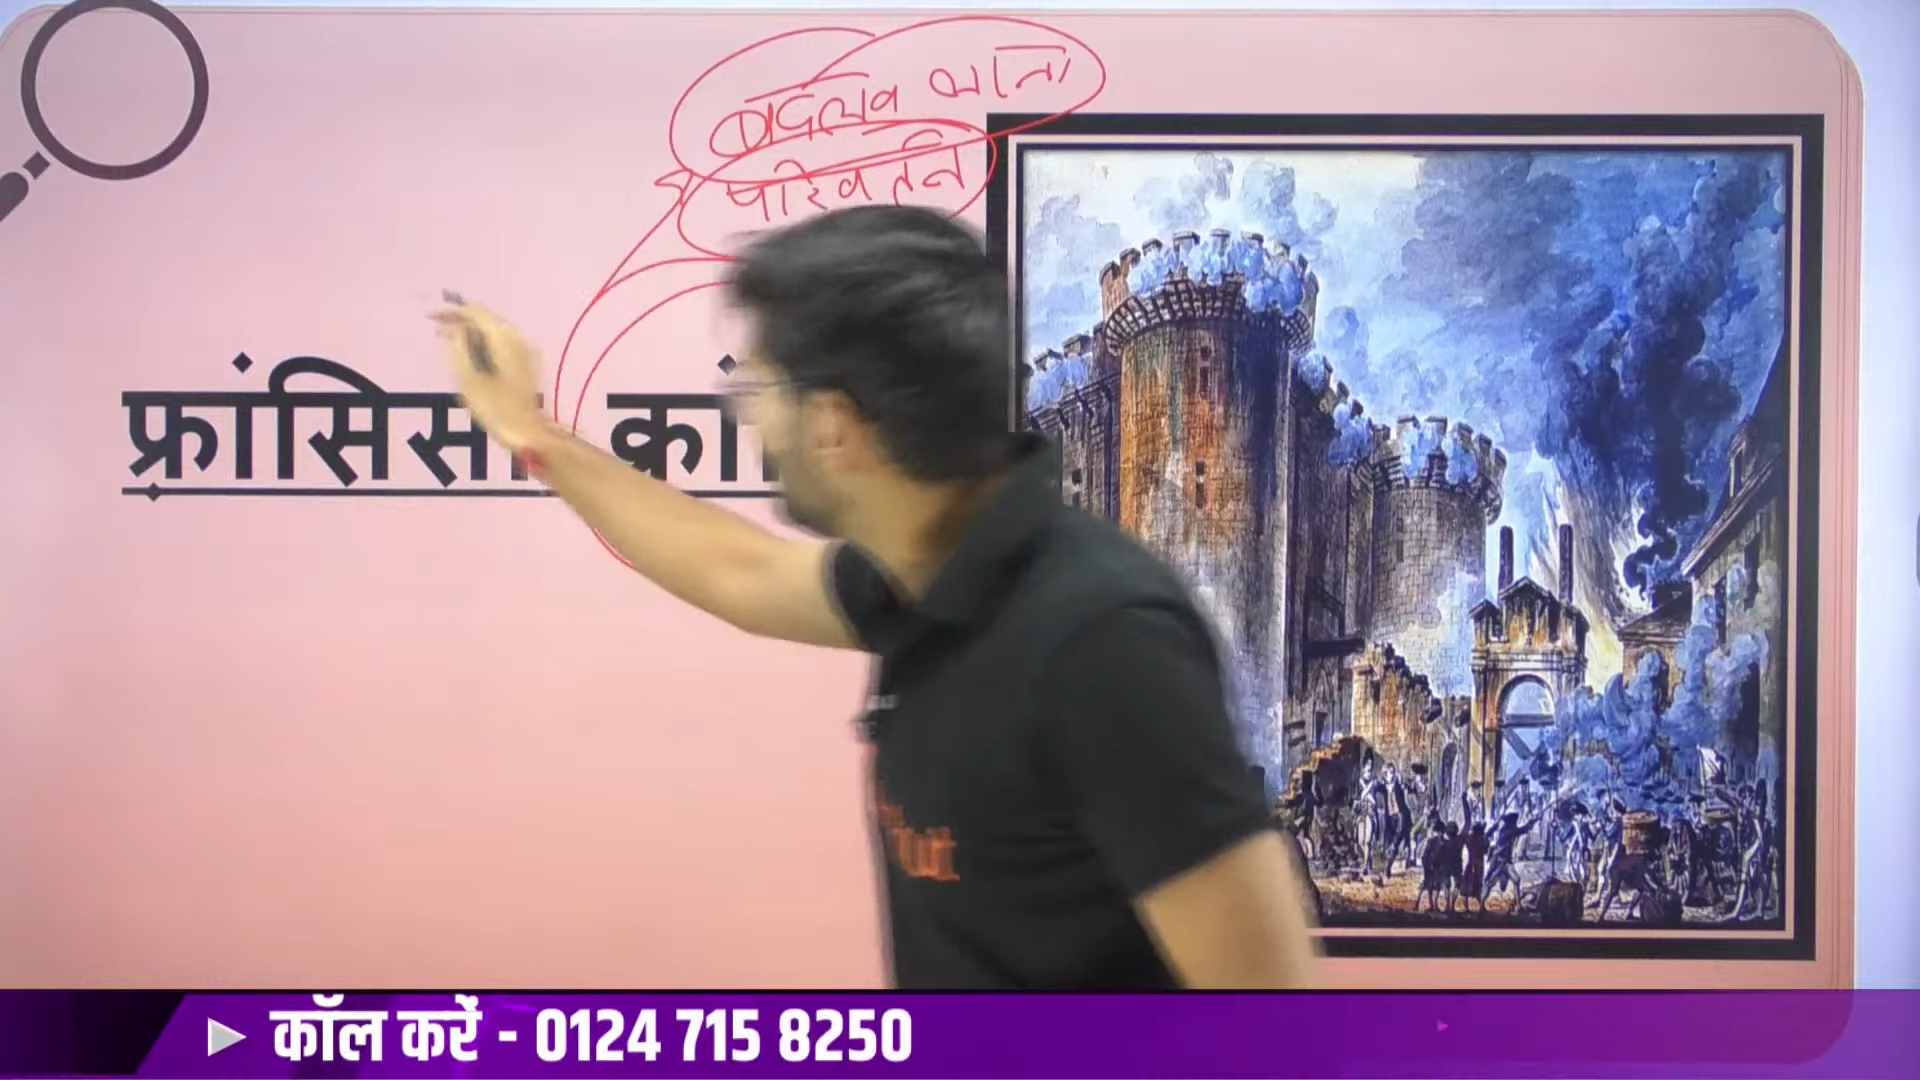 बदलाव लाना
परिवर्तन
फ्रांसिस
कॉल करें - 0124 715 8250